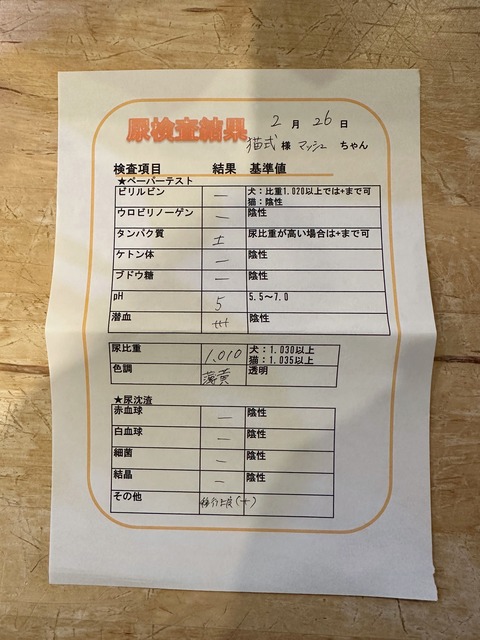 尿検査結果 2月 26日
猫式 様 マッシュ ちゃん
検査項目 結果 基準値
★ペーパーテスト
ビリルビン － 犬：比重1.020以上では+まで可
猫：陰性
ウロビリノーゲン － 陰性
タンパク質 ± 尿比重が高い場合は+まで可
ケトン体 － 陰性
ブドウ糖 － 陰性
pH 5 5.5～7.0
潜血 +++ 陰性
尿比重 1.010 犬：1.030以上
猫：1.035以上
色調 薄黄 透明
★尿沈渣
赤血球 － 陰性
白血球 － 陰性
細菌 － 陰性
結晶 － 陰性
その他 移行上皮(+)